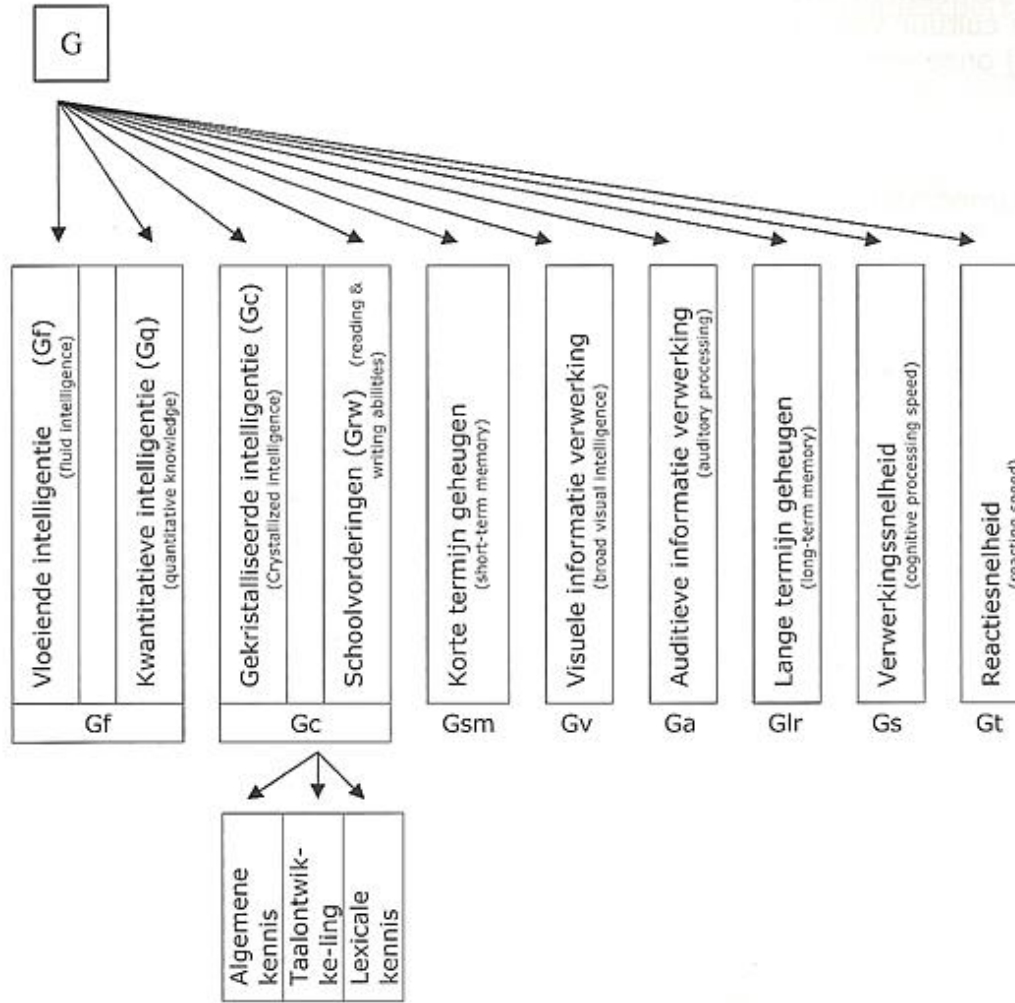 G
Vloeiende intelligentie (Gf)
(fluid intelligence)
Kwantitatieve intelligentie (Gq)
(quantitative knowledge)
Gf
Gekristalliseerde intelligentie (Gc)
(Crystallized intelligence)
Schoolvorderingen (Grw) (reading &
writing abilities)
Gc
Korte termijn geheugen
(short-term memory)
Gsm
Visuele informatie verwerking
(broad visual intelligence)
Gv
Auditieve informatie verwerking
(auditory processing)
Ga
Lange termijn geheugen
(long-term memory)
Glr
Verwerkingssnelheid
(cognitive processing speed)
Gs
Reactiesnelheid
(reaction speed)
Gt
Algemene
kennis
Taalontwik-
ke-ling
Lexicale
kennis